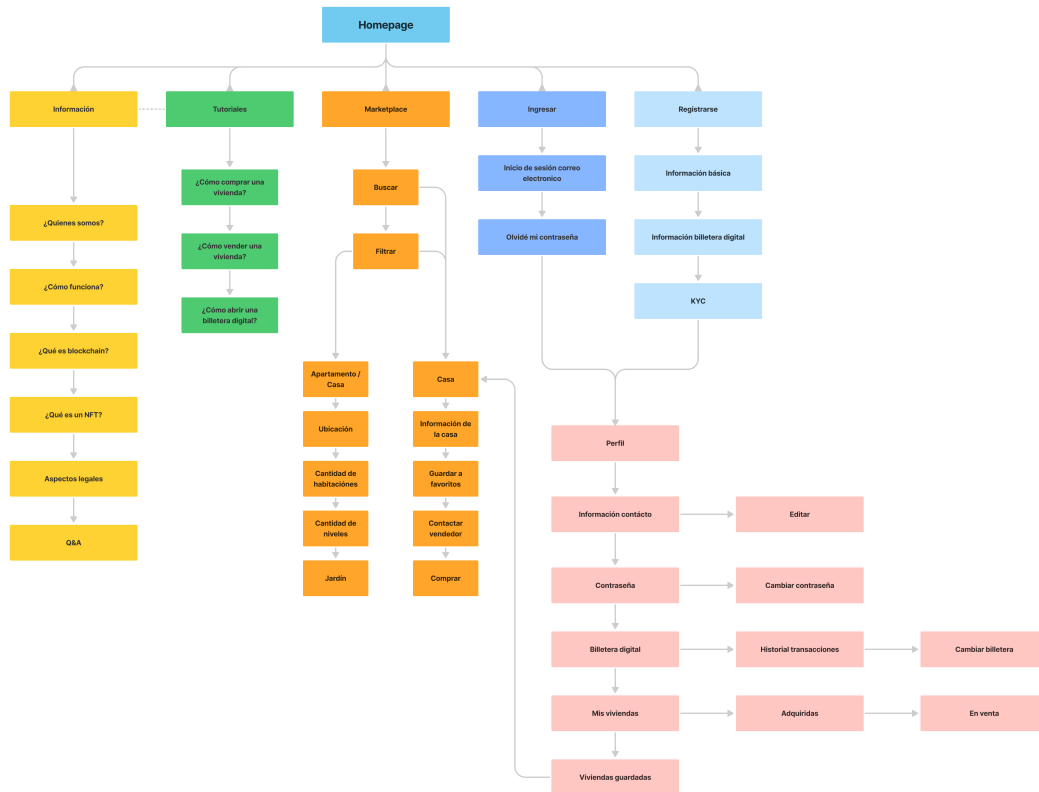 Homepage
Información
Tutoriales
Marketplace
Ingresar
Registrarse
¿Quienes somos?
¿Cómo funciona?
¿Qué es blockchain?
¿Qué es un NFT?
Aspectos legales
Q&A
¿Cómo comprar una
vivienda?
¿Cómo vender una
vivienda?
¿Cómo abrir una
billetera digital?
Buscar
Filtrar
Apartamento /
Casa
Ubicación
Cantidad de
habitaciónes
Cantidad de
niveles
Jardín
Casa
Información de
la casa
Guardar a
favoritos
Contactar
vendedor
Comprar
Inicio de sesión correo
electronico
Olvidé mi contraseña
Información básica
Información billetera digital
KYC
Perfil
Información contácto
Editar
Contraseña
Cambiar contraseña
Billetera digital
Historial transacciones
Cambiar billetera
Mis viviendas
Adquiridas
En venta
Viviendas guardadas